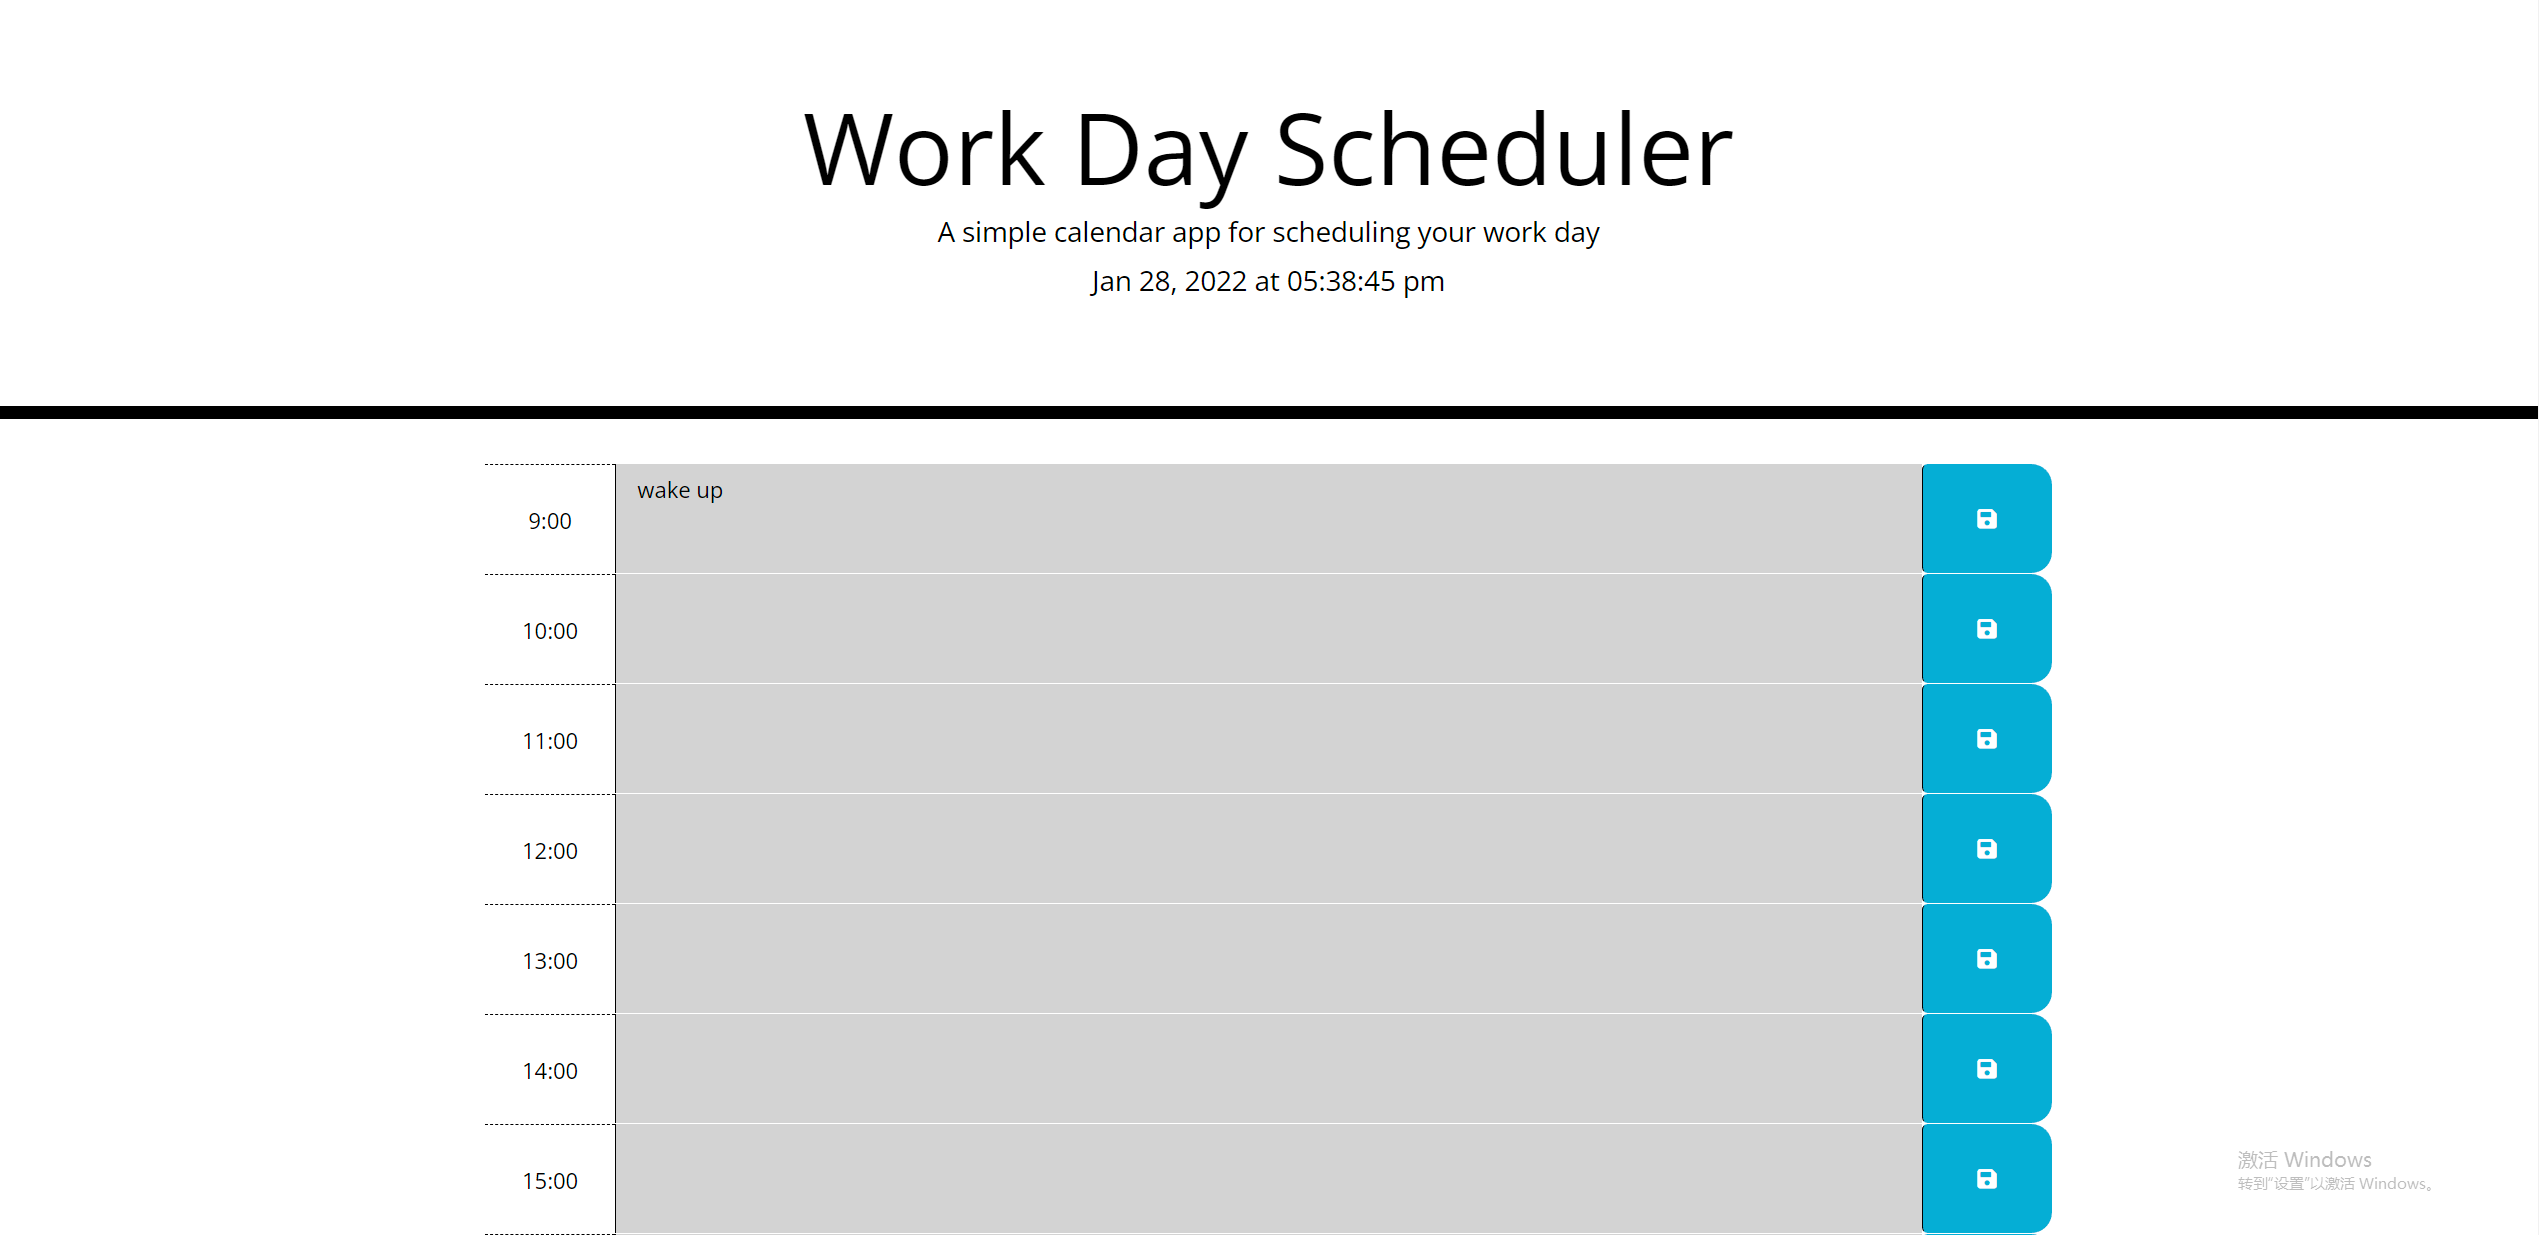 Work Day Scheduler
A simple calendar app for scheduling your work day
Jan 28, 2022 at 05:38:45 pm
9:00
wake up
10:00
11:00
12:00
13:00
14:00
15:00
激活 Windows
转到“设置”以激活 Windows。